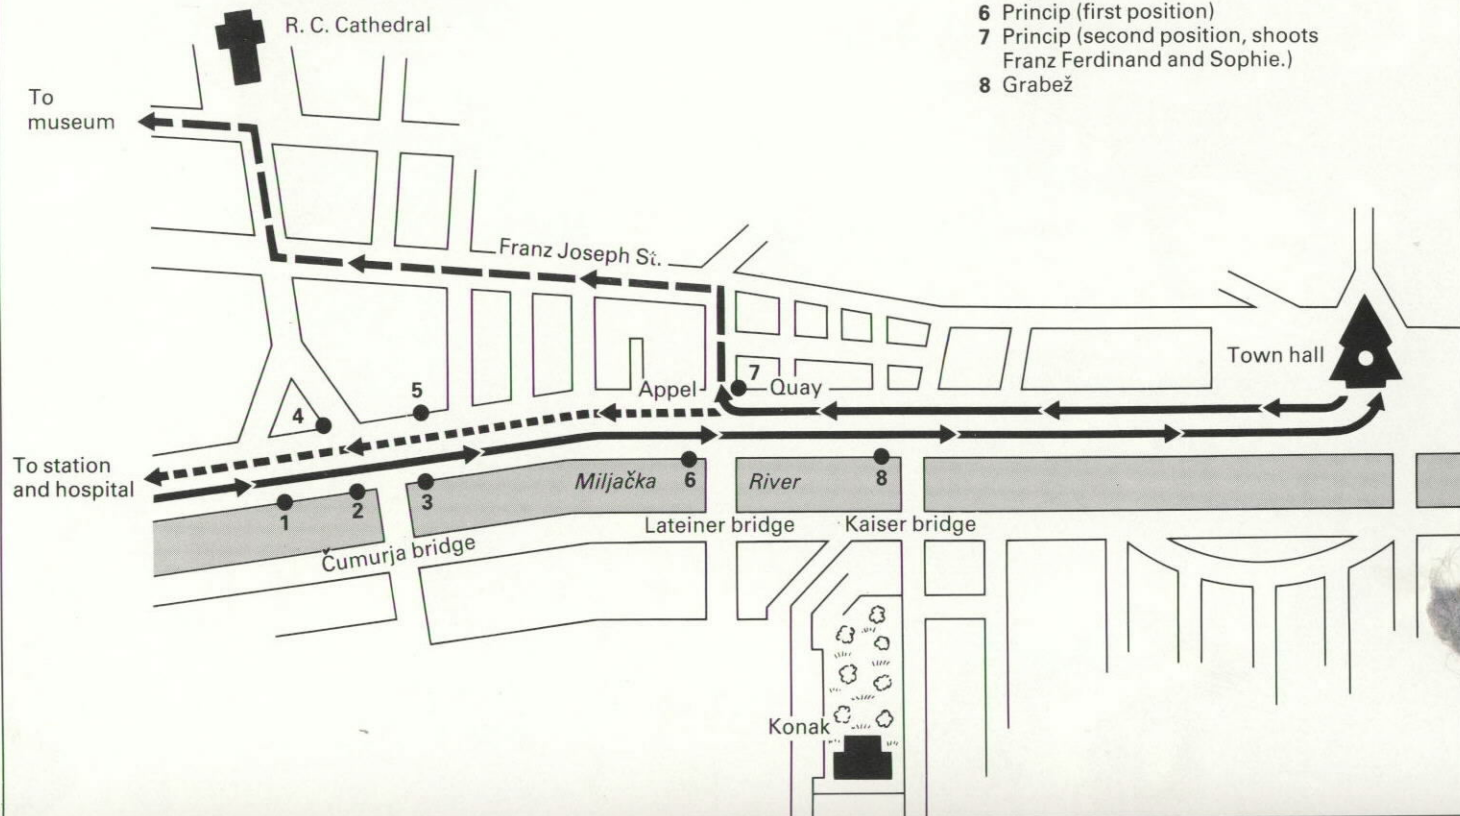 R. C. Cathedral
6 Princip (first position)
7 Princip (second position, shoots
Franz Ferdinand and Sophie.)
8 Grabež
To
museum
Franz Joseph St.
Town hall
7
Appel
Quay
5
4
To station
and hospital
1
2
3
Miljačka
6
River
8
Lateiner bridge
Kaiser bridge
Čumurja bridge
Konak